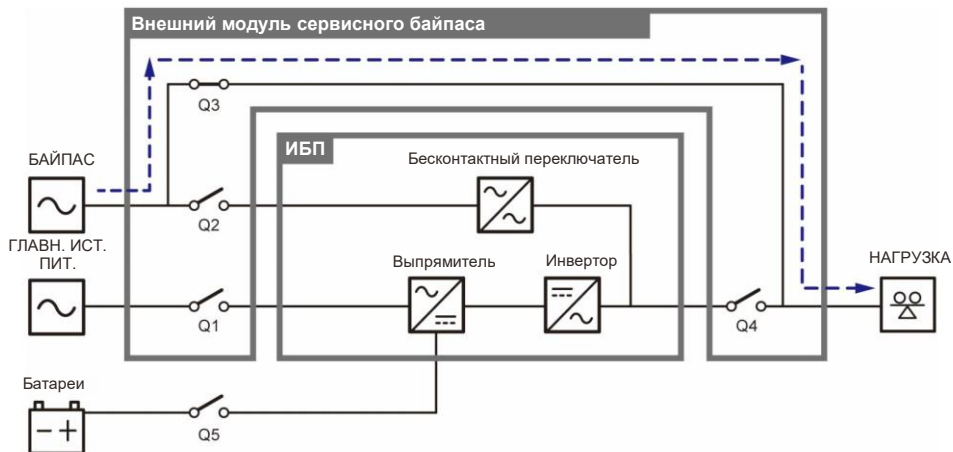 Внешний модуль сервисного байпаса
Q3
ИБП
БАЙПАС
Бесконтактный переключатель
Q2
ГЛАВН. ИСТ.
ПИТ.
Выпрямитель
Инвертор
НАГРУЗКА
Q1
Q4
Батареи
Q5